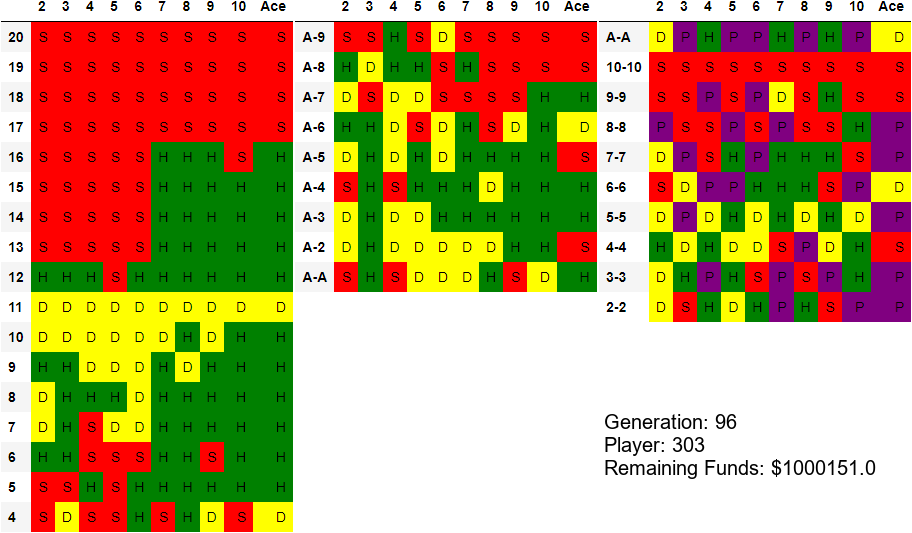 2 3 4 5 6 7 8 9 10 Ace
20 S S S S S S S S S S
19 S S S S S S S S S S
18 S S S S S S S S S S
17 S S S S S S S S S S
16 S S S S S H H H S H
15 S S S S S H H H H H
14 S S S S S H H H H H
13 S S S S S H H H H H
12 H H H S H H H H H H
11 D D D D D D D D D D
10 D D D D D D H D H H
9 H H D D D H D H H H
8 D H H H D H H H H H
7 D H S D D H H H H H
6 H H S S S H H S H H
5 S S H S H H H H H H
4 S D S S H S H D S D
2 3 4 5 6 7 8 9 10 Ace
A-9 S S H S D S S S S S
A-8 H D H H S H S S S S
A-7 D S D D S S S S H H
A-6 H H D S D H S D H D
A-5 D H D H D H H H H S
A-4 S H S H H H D H H H
A-3 D H D D H H H H H H
A-2 D H D D D D D H H S
A-A S H S D D D H S D H
2 3 4 5 6 7 8 9 10 Ace
A-A D P H P P H P H P D
10-10 S S S S S S S S S S
9-9 S S P S P D S H S S
8-8 P S S P S P S S H P
7-7 D P S H P H H H S P
6-6 S D P P H H H S P D
5-5 D P D H D H D H D P
4-4 H D H D D S P D H S
3-3 D H P H S P S P H P
2-2 D S H D H P H S P P
Generation: 96
Player: 303
Remaining Funds: $1000151.0